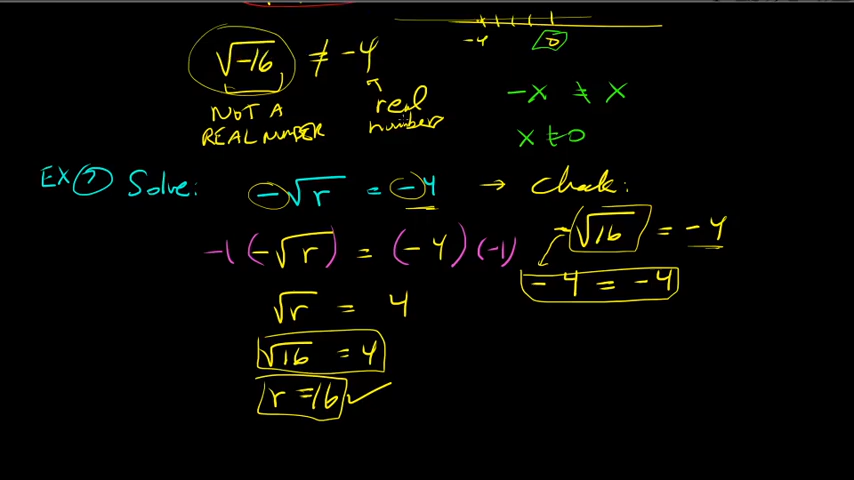 -4 0
√-16 ≠ -4
NOT A
REAL NUMBER
real
number
-x ≠ x
x ≠ 0
EX 7 Solve: -√r = -4 → Check:
-√16 = -4
-1(-√r) = (-4)(-1)
-4 = -4
√r = 4
√16 = 4
r = 16 ✓